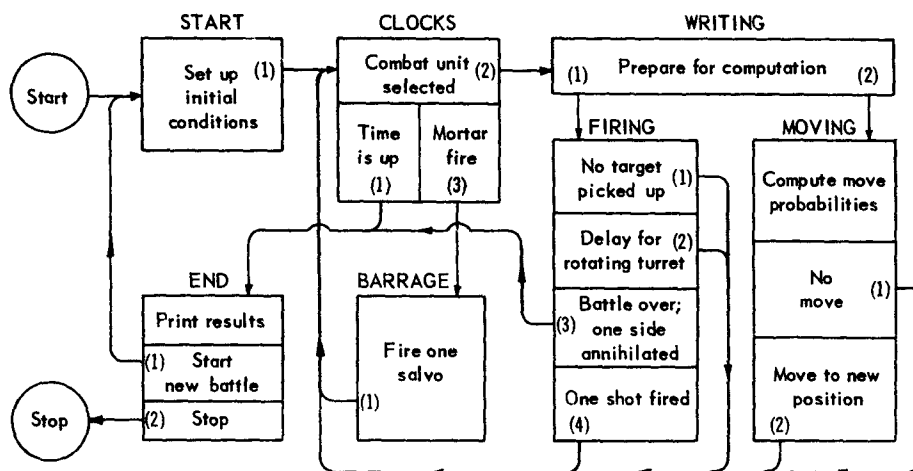 START
CLOCKS
WRITING
Start
Set up
initial
conditions
(1)
Combat unit
selected
(2)
(1)
Prepare for computation
(2)
Time
is up
(1)
Mortar
fire
(3)
FIRING
MOVING
No target
picked up
(1)
Delay for
rotating turret
(2)
Battle over;
one side
annihilated
(3)
One shot fired
(4)
Compute move
probabilities
No
move
(1)
Move to new
position
(2)
END
Print results
(1)
Start
new battle
(2)
Stop
Stop
BARRAGE
Fire one
salvo
(1)